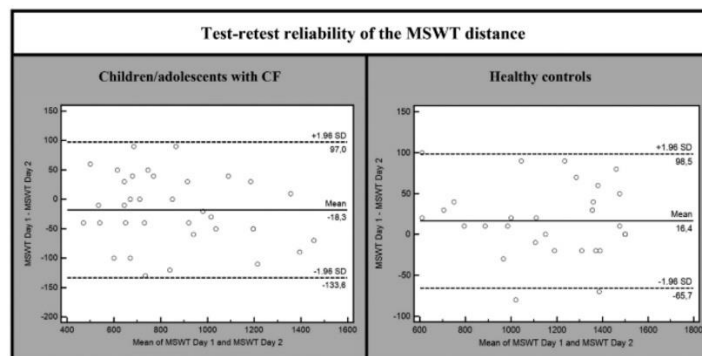 Test-retest reliability of the MSWT distance
Children/adolescents with CF
MSWT Day 1 - MSWT Day 2
150
100
50
0
-50
-100
-150
-200
+1.96 SD
97,0
Mean
-18,3
-1.96 SD
-133,6
400
600
800
1000
1200
1400
1600
Mean of MSWT Day 1 and MSWT Day 2
Healthy controls
MSWT Day 1 - MSWT Day 2
150
100
50
0
-50
-100
+1.96 SD
98,5
Mean
16,4
-1.96 SD
-65,7
600
800
1000
1200
1400
1600
1800
Mean of MSWT Day 1 and MSWT Day 2